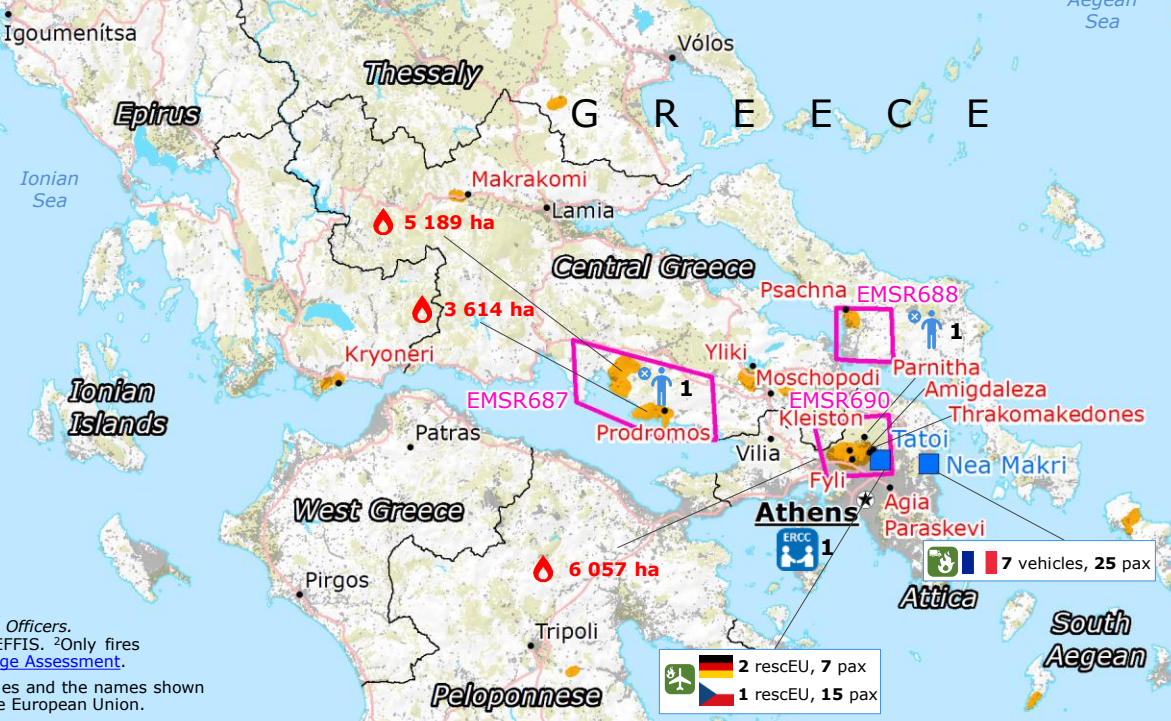 Aegean
Sea
Igoumenítsa
Vólos
Thessaly
G R E E C E
Epirus
Ionian
Sea
Makrakomi
Lamia
5 189 ha
Central Greece
Psachna
EMSR688
1
3 614 ha
Kryoneri
Yliki
Parnitha
Moschopodi
Amigdaleza
1
Ionian
Islands
EMSR687
EMSR690
Kleiston
Thrakomakedones
Patras
Prodromos
Tatoi
Vilia
Nea Makri
Fyli
West Greece
Athens
Agia
Paraskevi
ERCC
1
7 vehicles, 25 pax
6 057 ha
Pirgos
Attica
Officers.
EFFIS. ²Only fires
ge Assessment.
Tripoli
South
Aegean
2 rescEU, 7 pax
1 rescEU, 15 pax
es and the names shown
e European Union.
Peloponnese